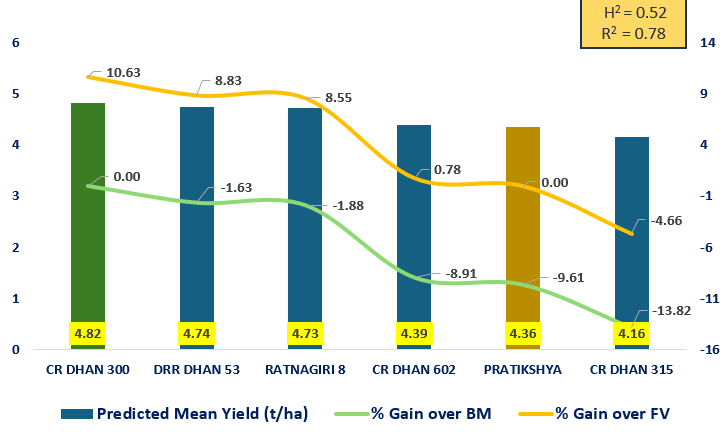 H² = 0.52
R² = 0.78
6
5
4
3
2
1
0
14
9
4
-1
-6
-11
-16
10.63
8.83
8.55
0.78
0.00
-4.66
0.00
-1.63
-1.88
-8.91
-9.61
-13.82
4.82
4.74
4.73
4.39
4.36
4.16
CR DHAN 300
DRR DHAN 53
RATNAGIRI 8
CR DHAN 602
PRATIKSHYA
CR DHAN 315
Predicted Mean Yield (t/ha)
% Gain over BM
% Gain over FV